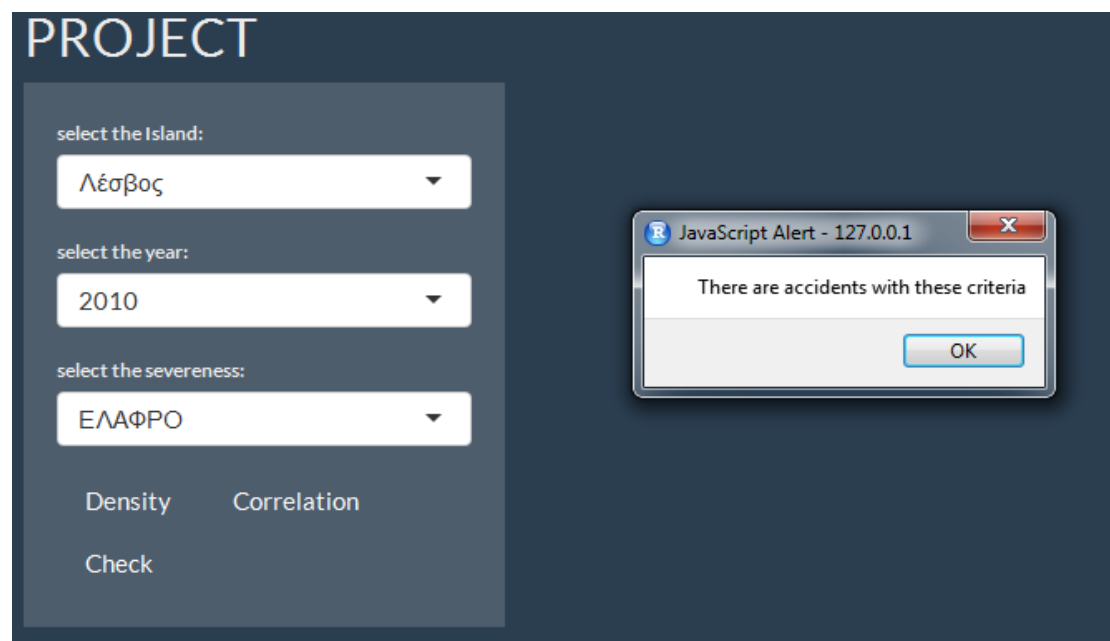 PROJECT
select the Island:
Λέσβος
select the year:
2010
select the severeness:
ΕΛΑΦΡΟ
Density Correlation
Check
R JavaScript Alert - 127.0.0.1
There are accidents with these criteria
OK